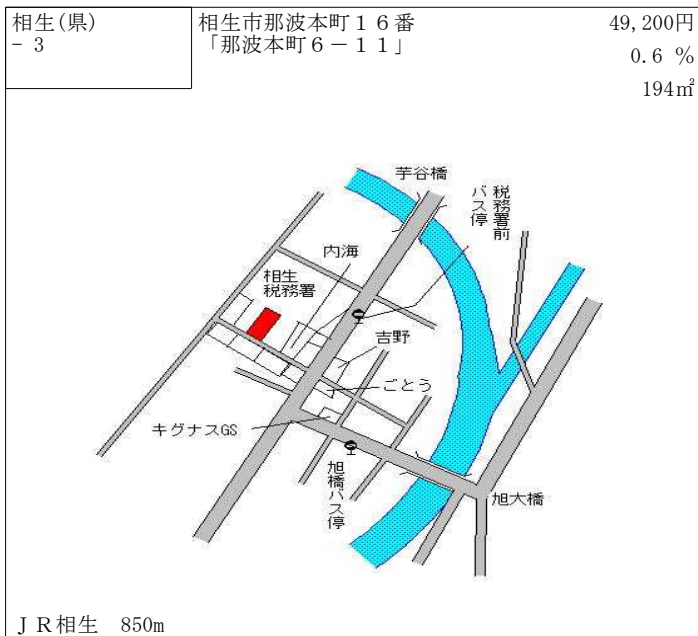 相生(県)
- 3
相生市那波本町１６番
「那波本町６－１１」
49,200円
0.6 %
194㎡
芋谷橋
税務署前
バス停
内海
相生
税務署
吉野
ごとう
キグナスGS
旭橋バス停
旭大橋
ＪＲ相生 850m